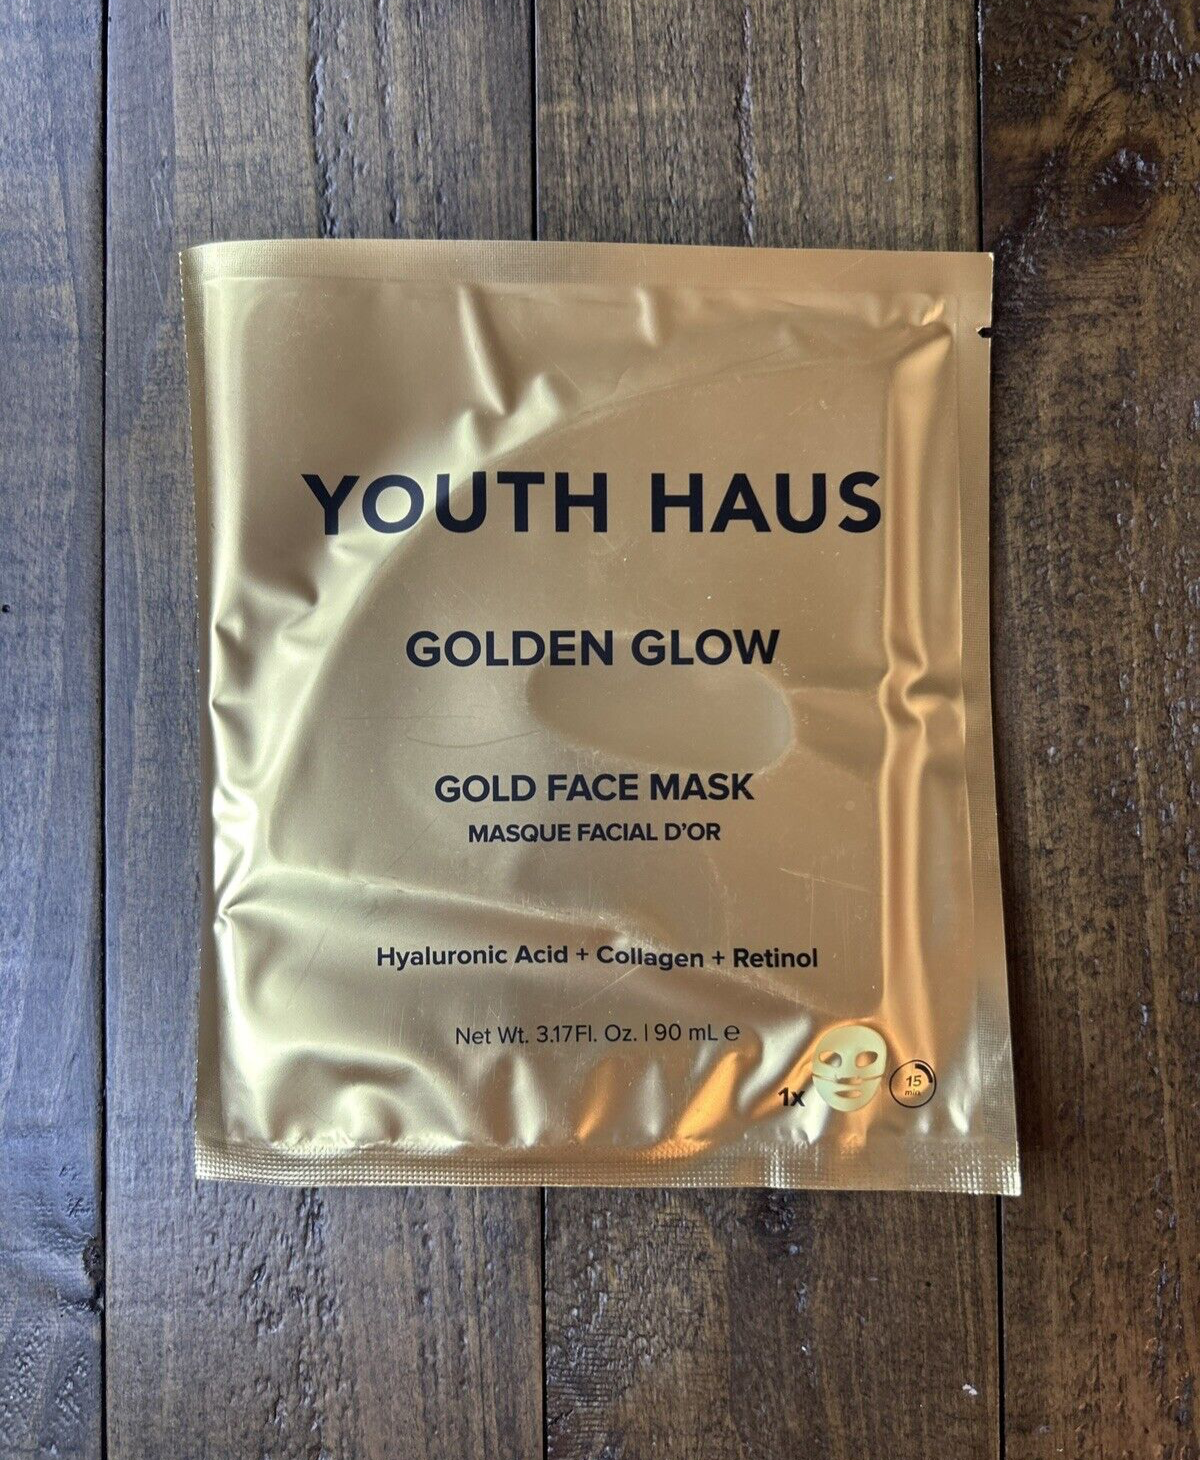 YOUTH HAUS
GOLDEN GLOW
GOLD FACE MASK
MASQUE FACIAL D'OR
Hyaluronic Acid + Collagen + Retinol
Net Wt. 3.17Fl. Oz. | 90 mL ℮
1x
15
min.